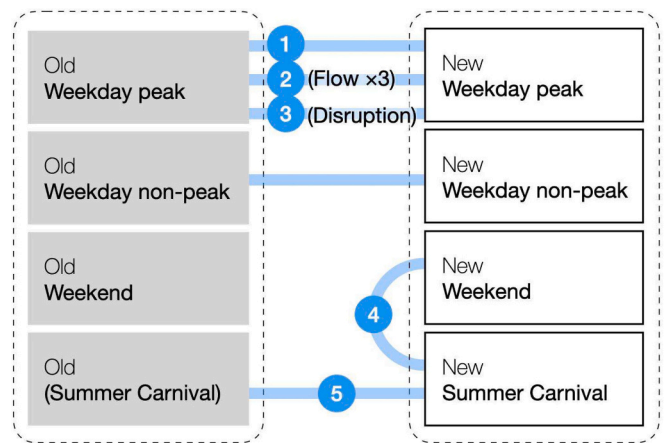 Old
Weekday peak
1
2 (Flow ×3)
3 (Disruption)
New
Weekday peak
Old
Weekday non-peak
New
Weekday non-peak
Old
Weekend
4
New
Weekend
Old
(Summer Carnival)
5
New
Summer Carnival